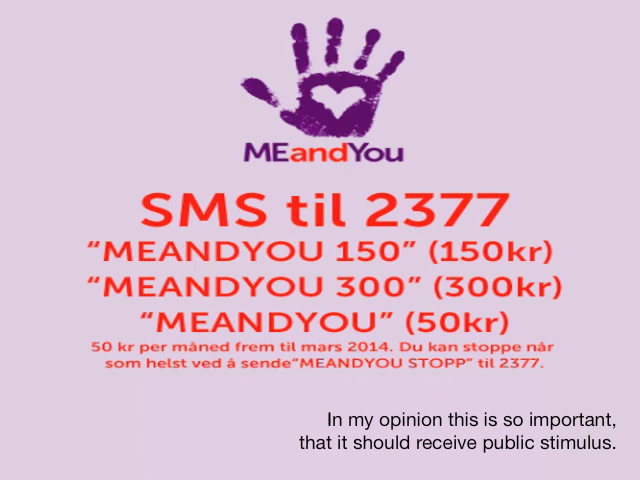 MEandYou
SMS til 2377
“MEANDYOU 150” (150kr)
“MEANDYOU 300” (300kr)
“MEANDYOU” (50kr)
50 kr per måned frem til mars 2014. Du kan stoppe når
som helst ved å sende“MEANDYOU STOPP” til 2377.
In my opinion this is so important,
that it should receive public stimulus.